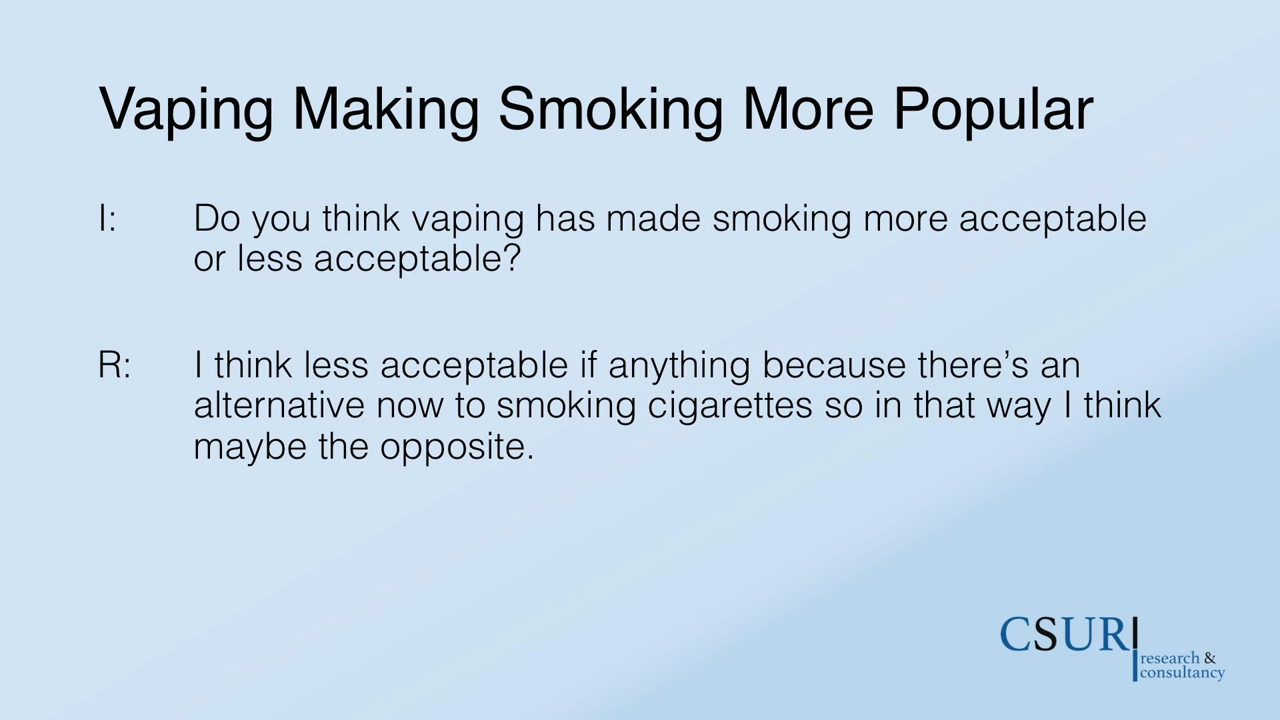 Vaping Making Smoking More Popular
I: Do you think vaping has made smoking more acceptable
or less acceptable?
R: I think less acceptable if anything because there’s an
alternative now to smoking cigarettes so in that way I think
maybe the opposite.
CSURI
research &
consultancy